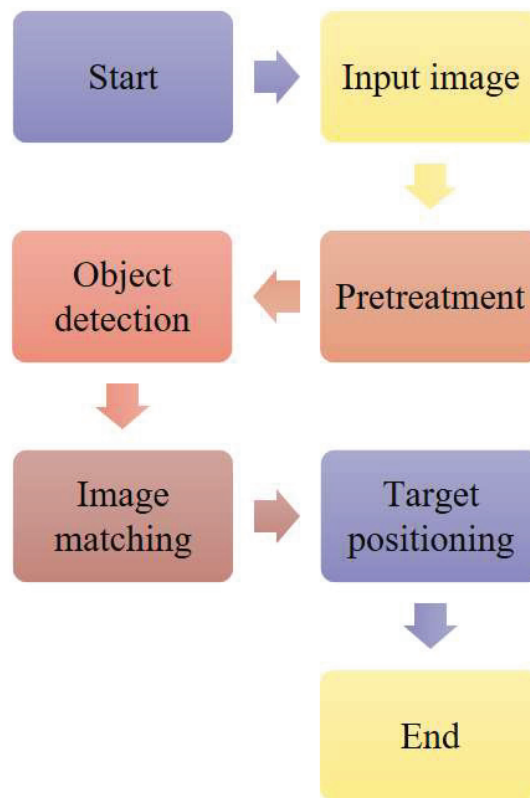 Start
Input image
Pretreatment
Object
detection
Image
matching
Target
positioning
End